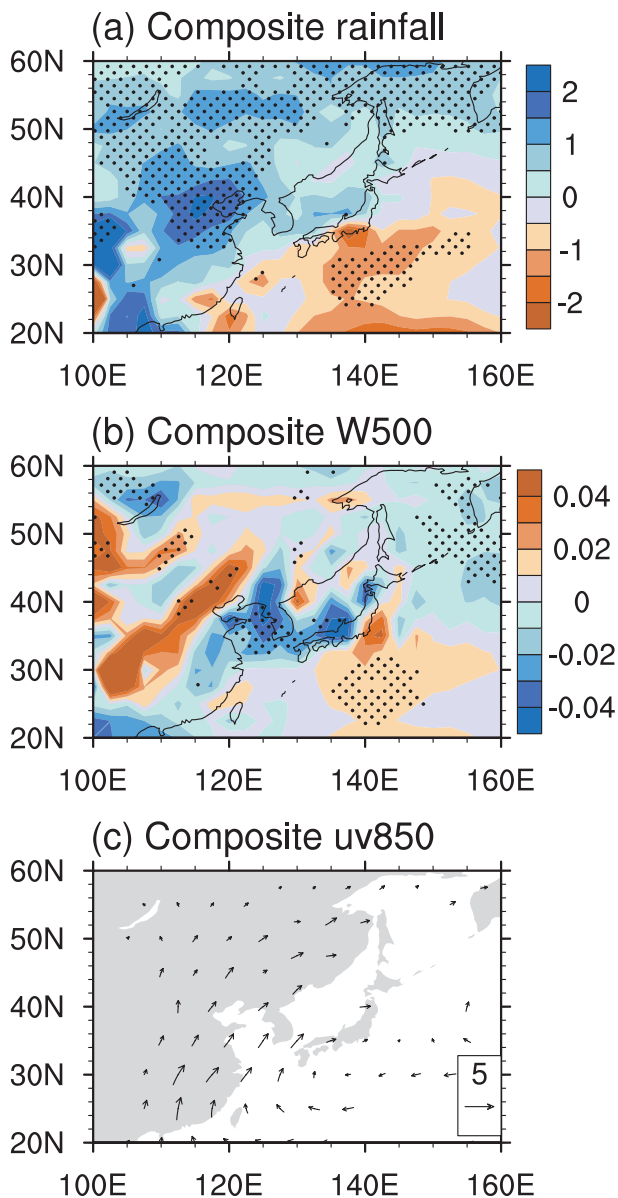 (a) Composite rainfall
60N
50N
40N
30N
20N
100E 120E 140E 160E
2
1
0
-1
-2
(b) Composite W500
60N
50N
40N
30N
20N
100E 120E 140E 160E
0.04
0.02
0
-0.02
-0.04
(c) Composite uv850
60N
50N
40N
30N
20N
100E 120E 140E 160E
5